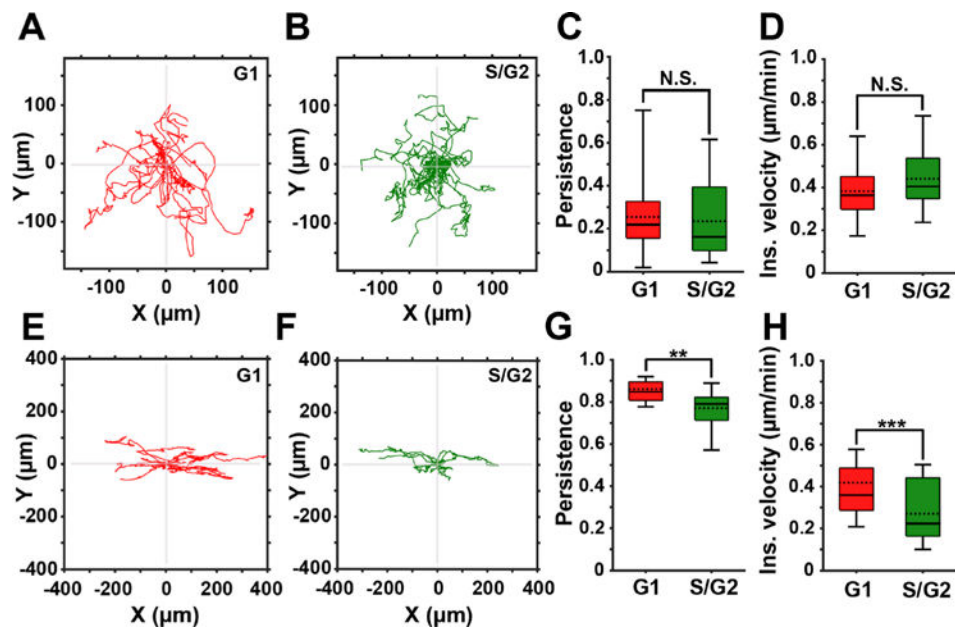 A
G1
Y (µm)
100
0
-100
-100
0
100
X (µm)
B
S/G2
Y (µm)
100
0
-100
-100
0
100
X (µm)
C
N.S.
Persistence
1.0
0.8
0.6
0.4
0.2
0
G1 S/G2
D
N.S.
Ins. velocity (µm/min)
1.0
0.8
0.6
0.4
0.2
0
G1 S/G2
E
G1
Y (µm)
400
200
0
-200
-400
-400 -200 0 200 400
X (µm)
F
S/G2
Y (µm)
400
200
0
-200
-400
-400 -200 0 200 400
X (µm)
G
**
Persistence
1.0
0.8
0.6
0.4
0.2
0
G1 S/G2
H
***
Ins. velocity (µm/min)
1.0
0.8
0.6
0.4
0.2
0
G1 S/G2